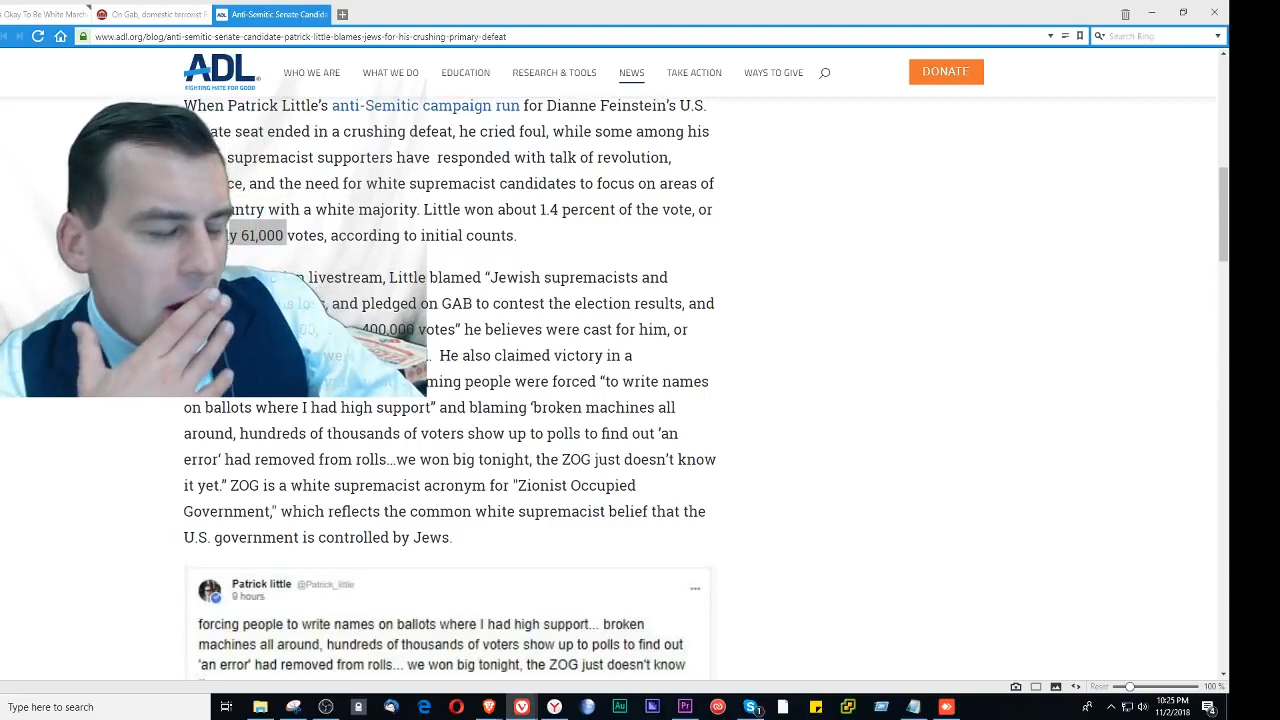 s Okay To Be White March
On Gab, domestic terrorist F
Anti-Semitic Senate Candida
www.adl.org/blog/anti-semitic-senate-candidate-patrick-little-blames-jews-for-his-crushing-primary-defeat
Search Bing
ADL
FIGHTING HATE FOR GOOD
WHO WE ARE
WHAT WE DO
EDUCATION
RESEARCH & TOOLS
NEWS
TAKE ACTION
WAYS TO GIVE
DONATE
When Patrick Little's anti-Semitic campaign run for Dianne Feinstein's U.S.
ate seat ended in a crushing defeat, he cried foul, while some among his
supremacist supporters have responded with talk of revolution,
ce, and the need for white supremacist candidates to focus on areas of
untry with a white majority. Little won about 1.4 percent of the vote, or
ly 61,000 votes, according to initial counts.
n livestream, Little blamed “Jewish supremacists and
s loss, and pledged on GAB to contest the election results, and
400,000 votes” he believes were cast for him, or
we He also claimed victory in a
ming people were forced “to write names
on ballots where I had high support” and blaming ‘broken machines all
around, hundreds of thousands of voters show up to polls to find out ’an
error‘ had removed from rolls…we won big tonight, the ZOG just doesn’t know
it yet.” ZOG is a white supremacist acronym for "Zionist Occupied
Government," which reflects the common white supremacist belief that the
U.S. government is controlled by Jews.
Patrick little @Patrick_little
9 hours
forcing people to write names on ballots where I had high support... broken
machines all around, hundreds of thousands of voters show up to polls to find out
'an error' had removed from rolls... we won big tonight, the ZOG just doesn't know
Reset
100 %
Type here to search
10:25 PM
11/2/2018